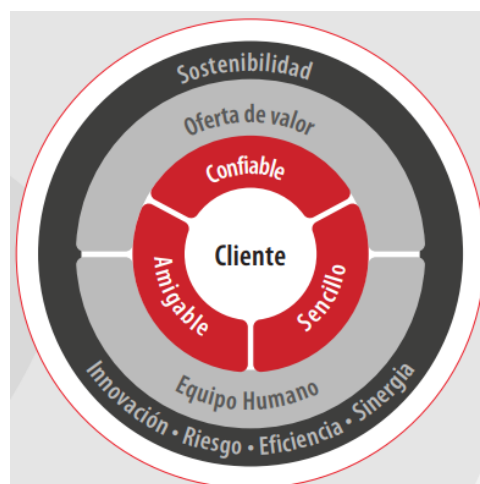 Sostenibilidad
Oferta de valor
Confiable
Cliente
Amigable
Sencillo
Equipo Humano
Innovación • Riesgo • Eficiencia • Sinergia